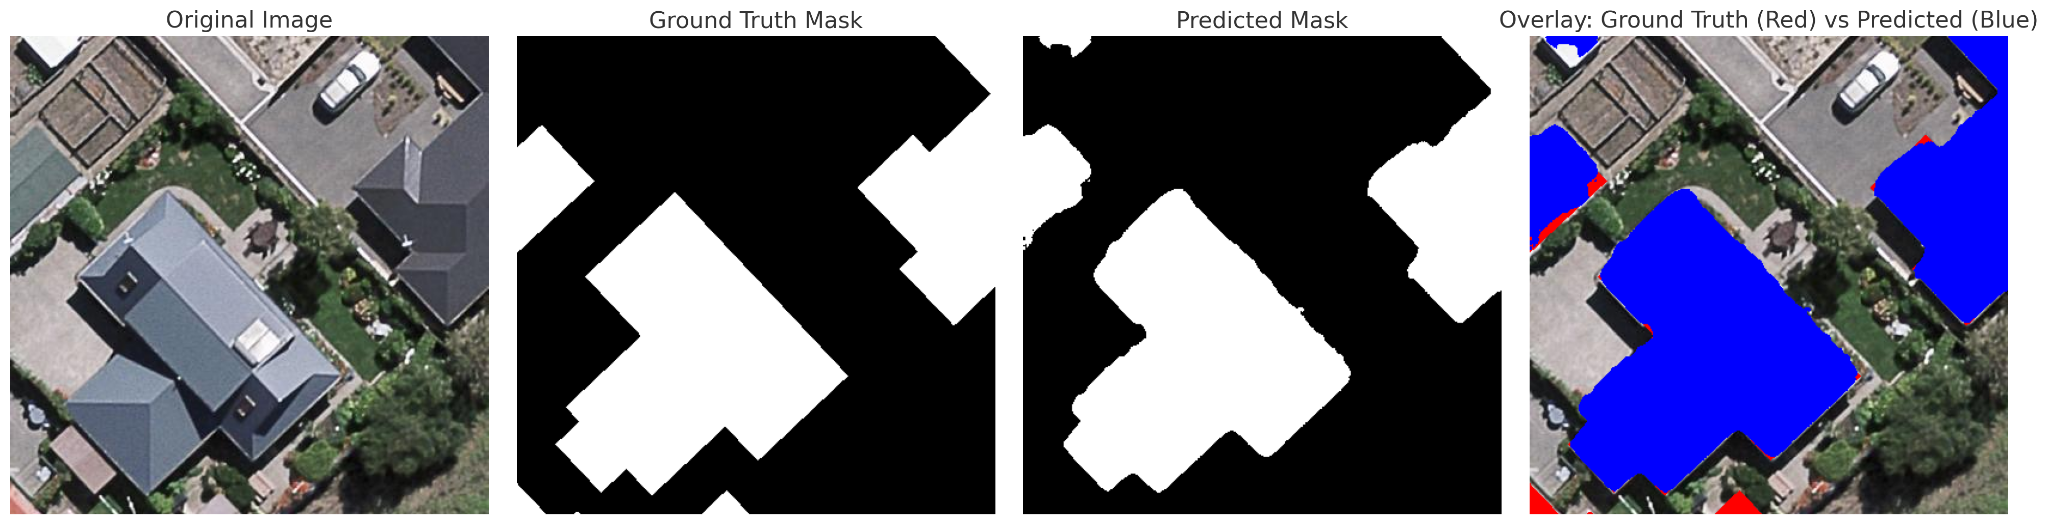 Original Image
Ground Truth Mask
Predicted Mask
Overlay: Ground Truth (Red) vs Predicted (Blue)